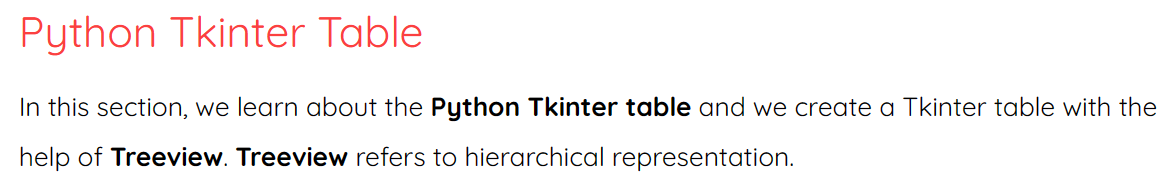 Python Tkinter Table
In this section, we learn about the Python Tkinter table and we create a Tkinter table with the
help of Treeview. Treeview refers to hierarchical representation.